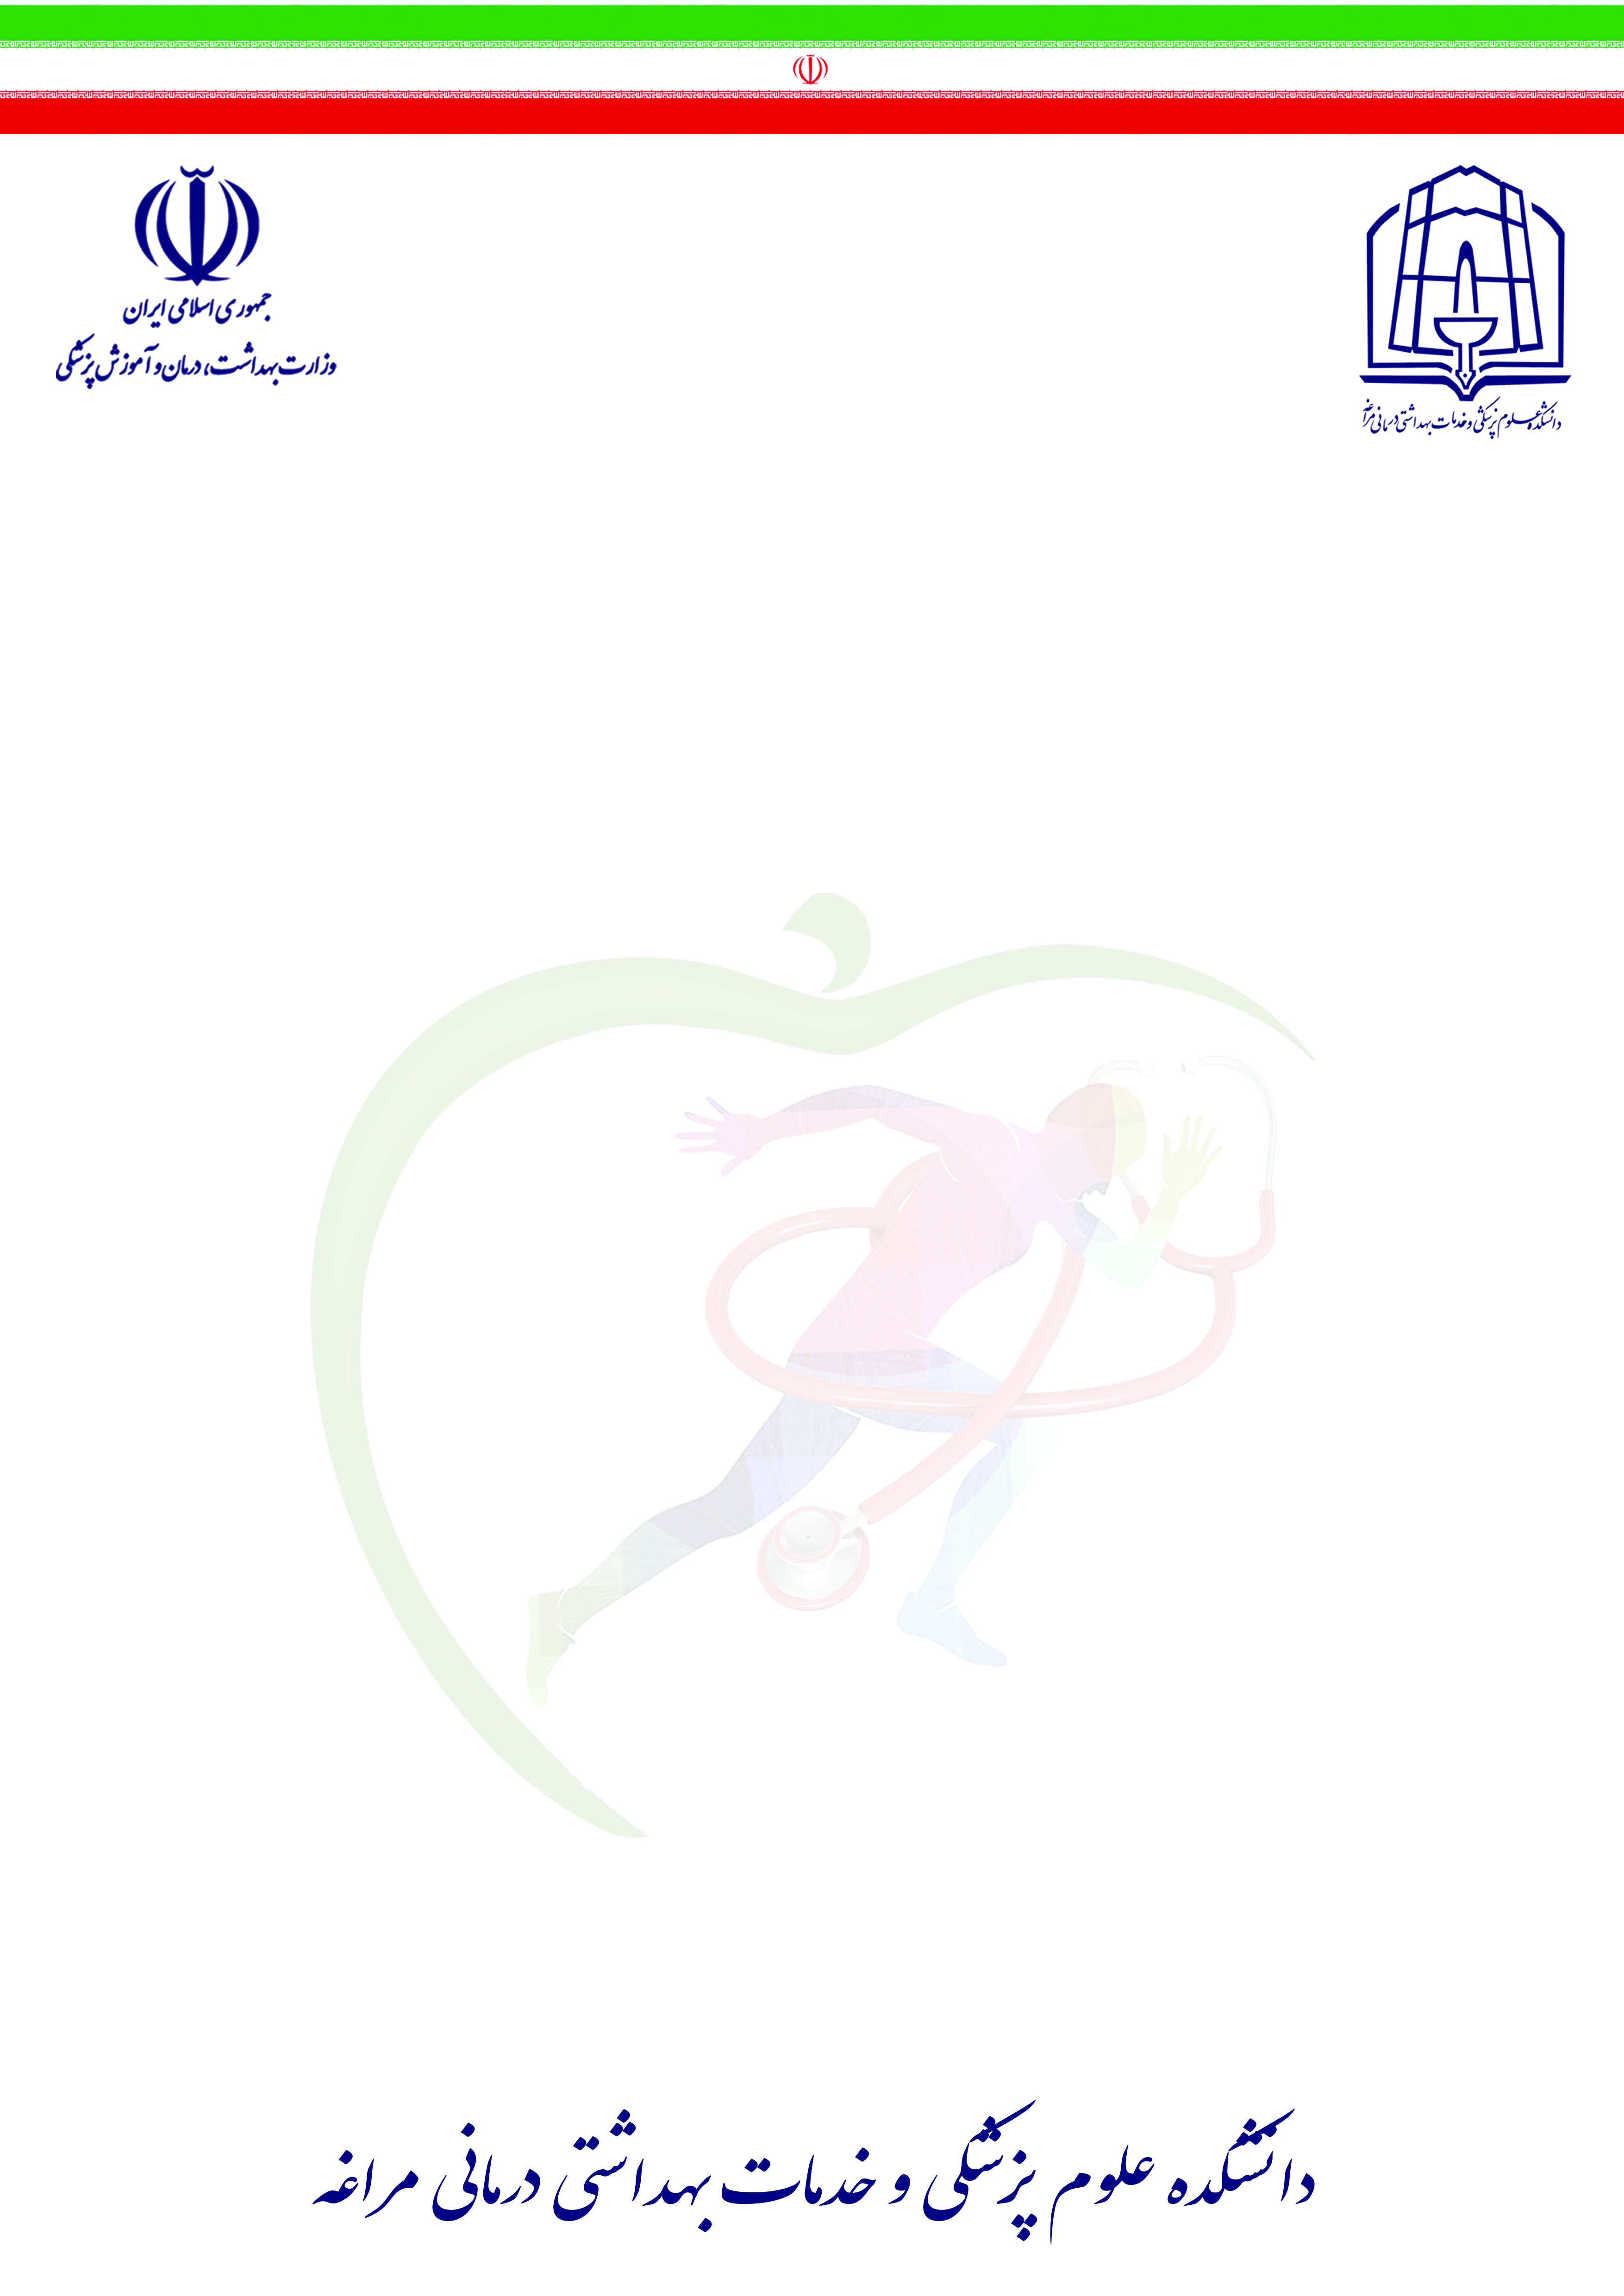 جمهوری اسلامی ایران
وزارت بهداشت، درمان و آموزش پزشکی
دانشکده علوم پزشکی و خدمات بهداشتی درمانی مراغه
دانشکده علوم پزشکی و خدمات بهداشتی درمانی مراغه